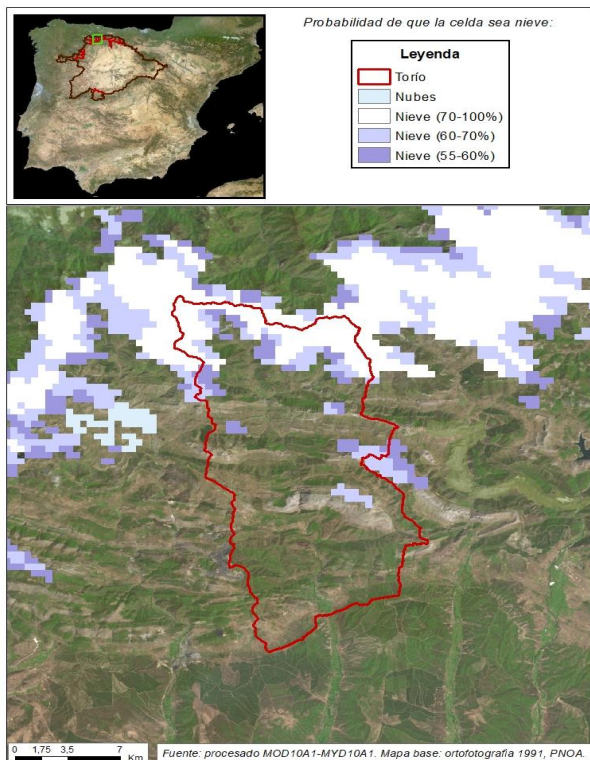 Probabilidad de que la celda sea nieve:
Leyenda
Torío
Nubes
Nieve (70-100%)
Nieve (60-70%)
Nieve (55-60%)
0 1,75 3,5 7
Km
Fuente: procesado MOD10A1-MYD10A1. Mapa base: ortofotografía 1991, PNOA.